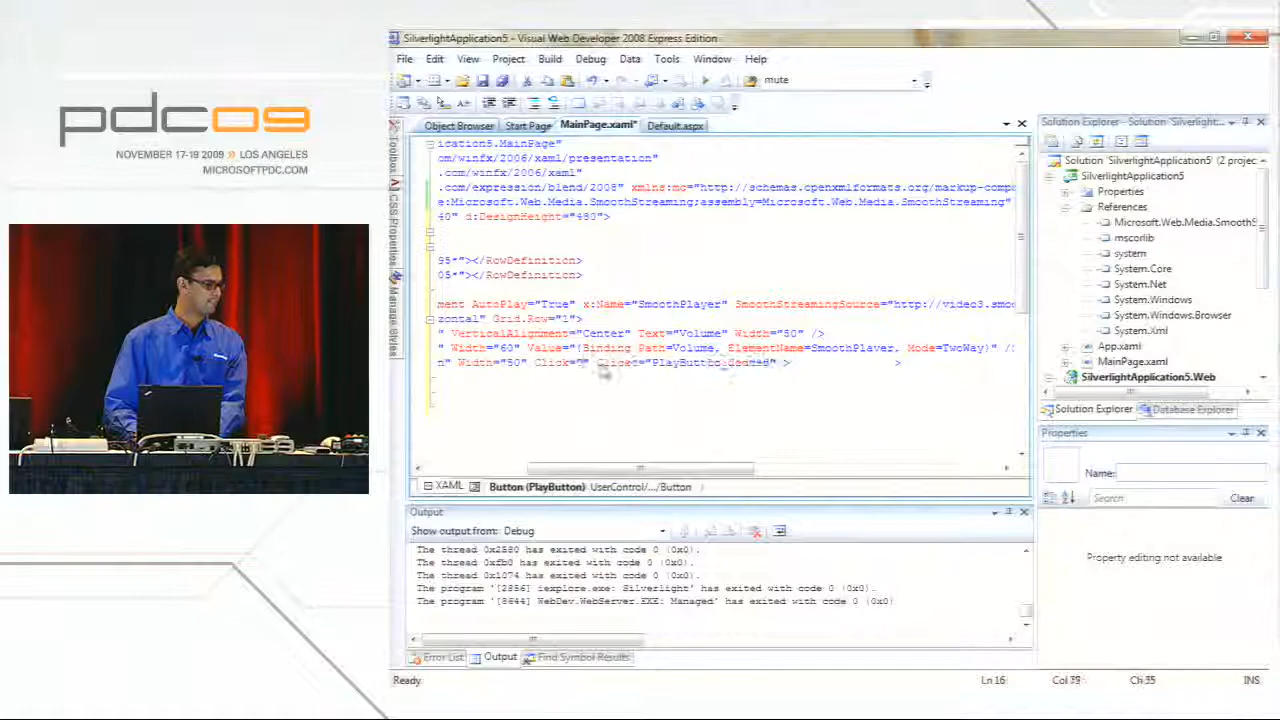 pdc09
NOVEMBER 17-19 2009 » LOS ANGELES
MICROSOFTPDC.COM
SilverlightApplication5 - Visual Web Developer 2008 Express Edition
File Edit View Project Build Debug Data Tools Window Help
mute
Object Browser Start Page MainPage.xaml* Default.aspx
ication5.MainPage"
om/winfx/2006/xaml/presentation"
.com/winfx/2006/xaml"
.com/expression/blend/2008" xmlns:mc="http://schemas.openxmlformats.org/markup-compa
e:Microsoft.Web.Media.SmoothStreaming;assembly=Microsoft.Web.Media.SmoothStreaming"
40" d:DesignHeight="480">
95*"></RowDefinition>
05*"></RowDefinition>
ment AutoPlay="True" x:Name="SmoothPlayer" SmoothStreamingSource="http://video3.smoo
zontal" Grid.Row="1">
" VerticalAlignment="Center" Text="Volume" Width="50" />
" Width="60" Value="{Binding Path=Volume, ElementName=SmoothPlayer, Mode=TwoWay}" />
n" Width="50" Click=" >
XAML Button (PlayButton) UserControl/.../Button
Toolbox
CSS Properties
Manage Styles
Output
Show output from: Debug
The thread 0x2580 has exited with code 0 (0x0).
The thread 0xfb0 has exited with code 0 (0x0).
The thread 0x1074 has exited with code 0 (0x0).
The program '[2856] iexplore.exe: Silverlight' has exited with code 0 (0x0).
The program '[8644] WebDev.WebServer.EXE: Managed' has exited with code 0 (0x0)
Error List Output Find Symbol Results
Ready Ln 16 Col 39 Ch 35 INS
Solution Explorer - Solution 'Silverlight...
Solution 'SilverlightApplication5' (2 projec
SilverlightApplication5
Properties
References
Microsoft.Web.Media.SmoothS
mscorlib
system
System.Core
System.Net
System.Windows
System.Windows.Browser
System.Xml
App.xaml
MainPage.xaml
SilverlightApplication5.Web
Solution Explorer Database Explorer
Properties
Name:
Search Clear
Property editing not available